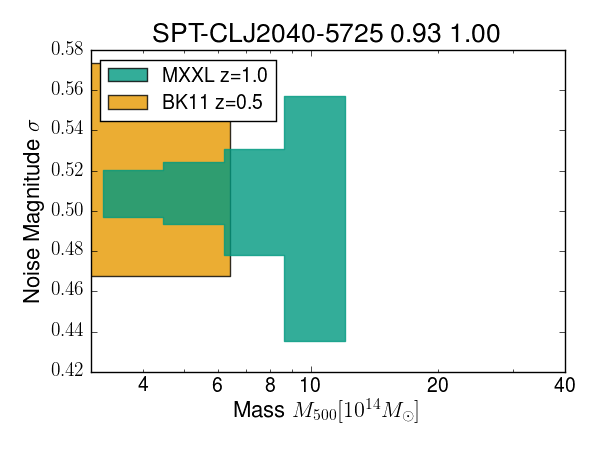 SPT-CLJ2040-5725 0.93 1.00
MXXL z=1.0
BK11 z=0.5
0.58
0.56
0.54
0.52
0.50
0.48
0.46
0.44
0.42
Noise Magnitude σ
4 6 8 10 20 40
Mass M₅₀₀[10¹⁴M☉]